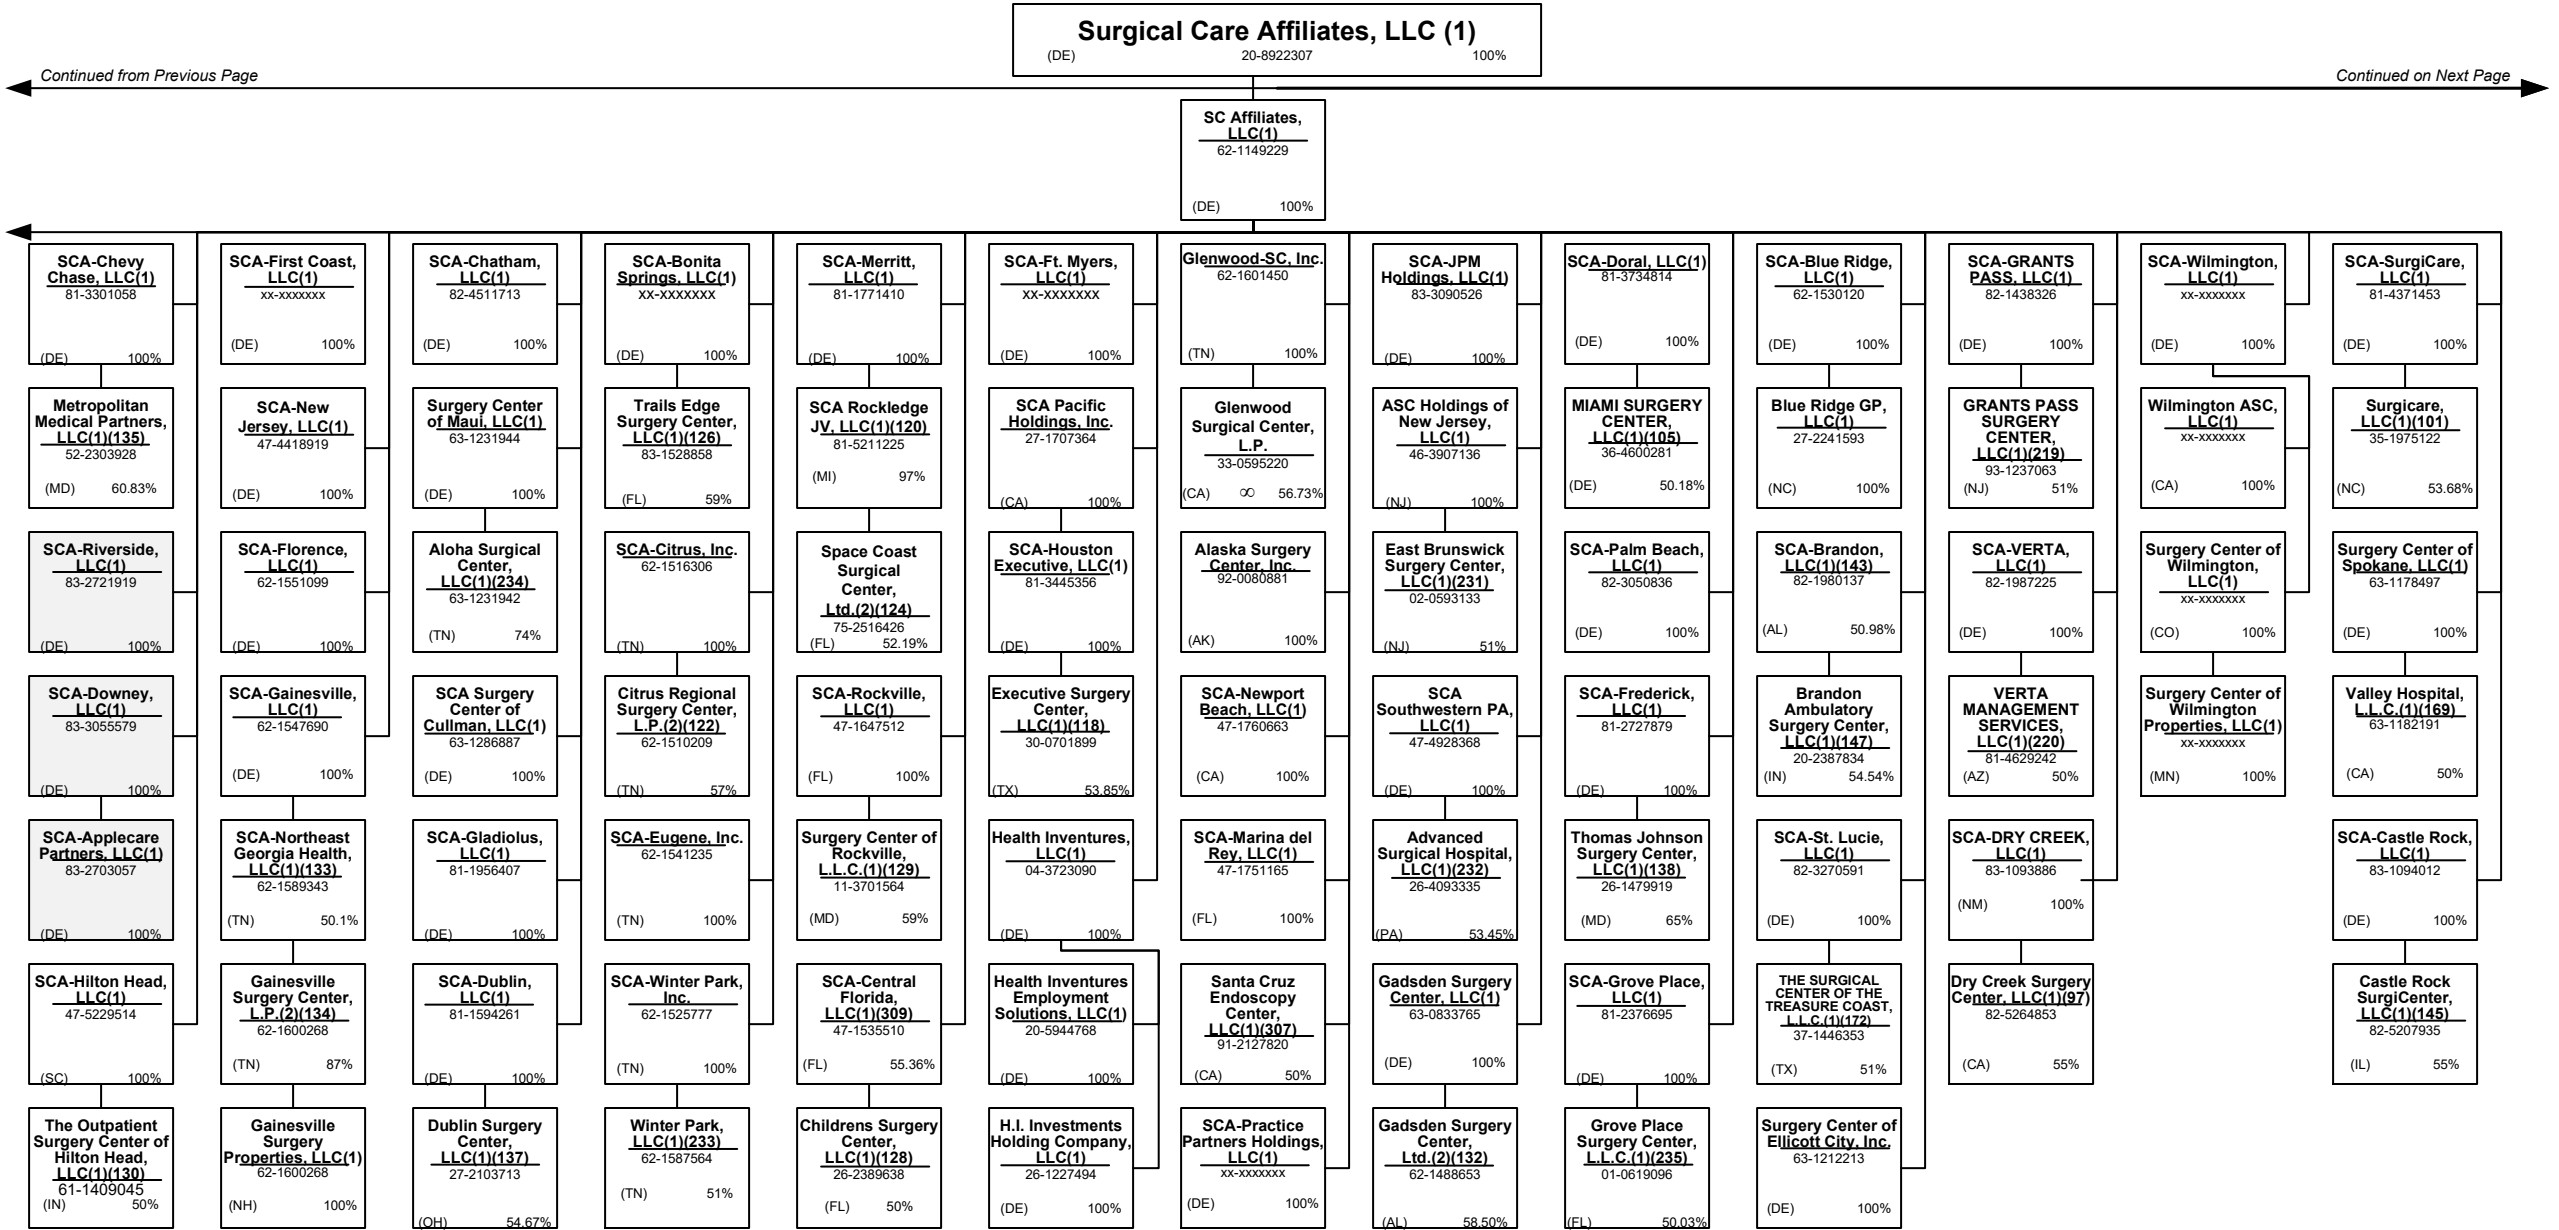 Surgical Care Affiliates, LLC (1)
(DE) 20-8922307 100%
Continued from Previous Page
Continued on Next Page
SC Affiliates,
LLC(1)
62-1149229
(DE) 100%
SCA-Chevy
Chase, LLC(1)
81-3301058
(DE) 100%
SCA-First Coast,
LLC(1)
xx-xxxxxxx
(DE) 100%
SCA-Chatham,
LLC(1)
82-4511713
(DE) 100%
SCA-Bonita
Springs, LLC(1)
xx-xxxxxxx
(DE) 100%
SCA-Merritt,
LLC(1)
81-1771410
(DE) 100%
SCA-Ft. Myers,
LLC(1)
xx-xxxxxxx
(DE) 100%
Glenwood-SC, Inc.
62-1601450
(TN) 100%
SCA-JPM
Holdings, LLC(1)
83-3090526
(DE) 100%
SCA-Doral, LLC(1)
81-3734814
(DE) 100%
SCA-Blue Ridge,
LLC(1)
62-1530120
(DE) 100%
SCA-GRANTS
PASS, LLC(1)
82-1438326
(DE) 100%
SCA-Wilmington,
LLC(1)
xx-xxxxxxx
(DE) 100%
SCA-SurgiCare,
LLC(1)
81-4371453
(DE) 100%
Metropolitan
Medical Partners,
LLC(1)(135)
52-2303928
(MD) 60.83%
SCA-New
Jersey, LLC(1)
47-4418919
(DE) 100%
Surgery Center
of Maui, LLC(1)
63-1231944
(DE) 100%
Trails Edge
Surgery Center,
LLC(1)(126)
83-1528858
(FL) 59%
SCA Rockledge
JV, LLC(1)(120)
81-5211225
(MI) 97%
SCA Pacific
Holdings, Inc.
27-1707364
(CA) 100%
Glenwood
Surgical Center,
L.P.
33-0595220
(CA) ∞ 56.73%
ASC Holdings of
New Jersey,
LLC(1)
46-3907136
(NJ) 100%
MIAMI SURGERY
CENTER,
LLC(1)(105)
36-4600281
(DE) 50.18%
Blue Ridge GP,
LLC(1)
27-2241593
(NC) 100%
GRANTS PASS
SURGERY
CENTER,
LLC(1)(219)
93-1237063
(NJ) 51%
Wilmington ASC,
LLC(1)
xx-xxxxxxx
(CA) 100%
Surgicare,
LLC(1)(101)
35-1975122
(NC) 53.68%
SCA-Riverside,
LLC(1)
83-2721919
(DE) 100%
SCA-Florence,
LLC(1)
62-1551099
(DE) 100%
Aloha Surgical
Center,
LLC(1)(234)
63-1231942
(TN) 74%
SCA-Citrus, Inc.
62-1516306
(TN) 100%
Space Coast
Surgical
Center,
Ltd.(2)(124)
75-2516426
(FL) 52.19%
SCA-Houston
Executive, LLC(1)
81-3445356
(DE) 100%
Alaska Surgery
Center, Inc.
92-0080881
(AK) 100%
East Brunswick
Surgery Center,
LLC(1)(231)
02-0593133
(NJ) 51%
SCA-Palm Beach,
LLC(1)
82-3050836
(DE) 100%
SCA-Brandon,
LLC(1)(143)
82-1980137
(AL) 50.98%
SCA-VERTA,
LLC(1)
82-1987225
(DE) 100%
Surgery Center of
Wilmington,
LLC(1)
xx-xxxxxxx
(CO) 100%
Surgery Center of
Spokane, LLC(1)
63-1178497
(DE) 100%
SCA-Downey,
LLC(1)
83-3055579
(DE) 100%
SCA-Gainesville,
LLC(1)
62-1547690
(DE) 100%
SCA Surgery
Center of
Cullman, LLC(1)
63-1286887
(DE) 100%
Citrus Regional
Surgery Center,
L.P.(2)(122)
62-1510209
(TN) 57%
SCA-Rockville,
LLC(1)
47-1647512
(FL) 100%
Executive Surgery
Center,
LLC(1)(118)
30-0701899
(TX) 53.85%
SCA-Newport
Beach, LLC(1)
47-1760663
(CA) 100%
SCA
Southwestern PA,
LLC(1)
47-4928368
(DE) 100%
SCA-Frederick,
LLC(1)
81-2727879
(DE) 100%
Brandon
Ambulatory
Surgery Center,
LLC(1)(147)
20-2387834
(IN) 54.54%
VERTA
MANAGEMENT
SERVICES,
LLC(1)(220)
81-4629242
(AZ) 50%
Surgery Center of
Wilmington
Properties, LLC(1)
xx-xxxxxxx
(MN) 100%
Valley Hospital,
L.L.C.(1)(169)
63-1182191
(CA) 50%
SCA-Applecare
Partners, LLC(1)
83-2703057
(DE) 100%
SCA-Northeast
Georgia Health,
LLC(1)(133)
62-1589343
(TN) 50.1%
SCA-Gladiolus,
LLC(1)
81-1956407
(DE) 100%
SCA-Eugene, Inc.
62-1541235
(TN) 100%
Surgery Center of
Rockville,
L.L.C.(1)(129)
11-3701564
(MD) 59%
Health Inventures,
LLC(1)
04-3723090
(DE) 100%
SCA-Marina del
Rey, LLC(1)
47-1751165
(FL) 100%
Advanced
Surgical Hospital,
LLC(1)(232)
26-4093335
(PA) 53.45%
Thomas Johnson
Surgery Center,
LLC(1)(138)
26-1479919
(MD) 65%
SCA-St. Lucie,
LLC(1)
82-3270591
(DE) 100%
SCA-DRY CREEK,
LLC(1)
83-1093886
(NM) 100%
SCA-Castle Rock,
LLC(1)
83-1094012
(DE) 100%
SCA-Hilton Head,
LLC(1)
47-5229514
(SC) 100%
Gainesville
Surgery Center,
L.P.(2)(134)
62-1600268
(TN) 87%
SCA-Dublin,
LLC(1)
81-1594261
(DE) 100%
SCA-Winter Park,
Inc.
62-1525777
(TN) 100%
SCA-Central
Florida,
LLC(1)(309)
47-1535510
(FL) 55.36%
Health Inventures
Employment
Solutions, LLC(1)
20-5944768
(DE) 100%
Santa Cruz
Endoscopy
Center,
LLC(1)(307)
91-2127820
(CA) 50%
Gadsden Surgery
Center, LLC(1)
63-0833765
(DE) 100%
SCA-Grove Place,
LLC(1)
81-2376695
(DE) 100%
THE SURGICAL
CENTER OF THE
TREASURE COAST,
L.L.C.(1)(172)
37-1446353
(TX) 51%
Dry Creek Surgery
Center, LLC(1)(97)
82-5264853
(CA) 55%
Castle Rock
SurgiCenter,
LLC(1)(145)
82-5207935
(IL) 55%
The Outpatient
Surgery Center of
Hilton Head,
LLC(1)(130)
61-1409045
(IN) 50%
Gainesville
Surgery
Properties, LLC(1)
62-1600268
(NH) 100%
Dublin Surgery
Center,
LLC(1)(137)
27-2103713
(OH) 54.67%
Winter Park,
LLC(1)(233)
62-1587564
(TN) 51%
Childrens Surgery
Center,
LLC(1)(128)
26-2389638
(FL) 50%
H.I. Investments
Holding Company,
LLC(1)
26-1227494
(DE) 100%
SCA-Practice
Partners Holdings,
LLC(1)
xx-xxxxxxx
(DE) 100%
Gadsden Surgery
Center,
Ltd.(2)(132)
62-1488653
(AL) 58.50%
Grove Place
Surgery Center,
L.L.C.(1)(235)
01-0619096
(FL) 50.03%
Surgery Center of
Ellicott City, Inc.
63-1212213
(DE) 100%